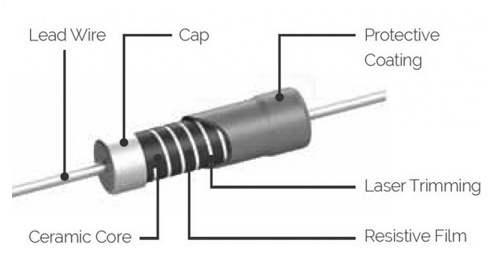 Lead Wire
Cap
Protective
Coating
Laser Trimming
Ceramic Core
Resistive Film